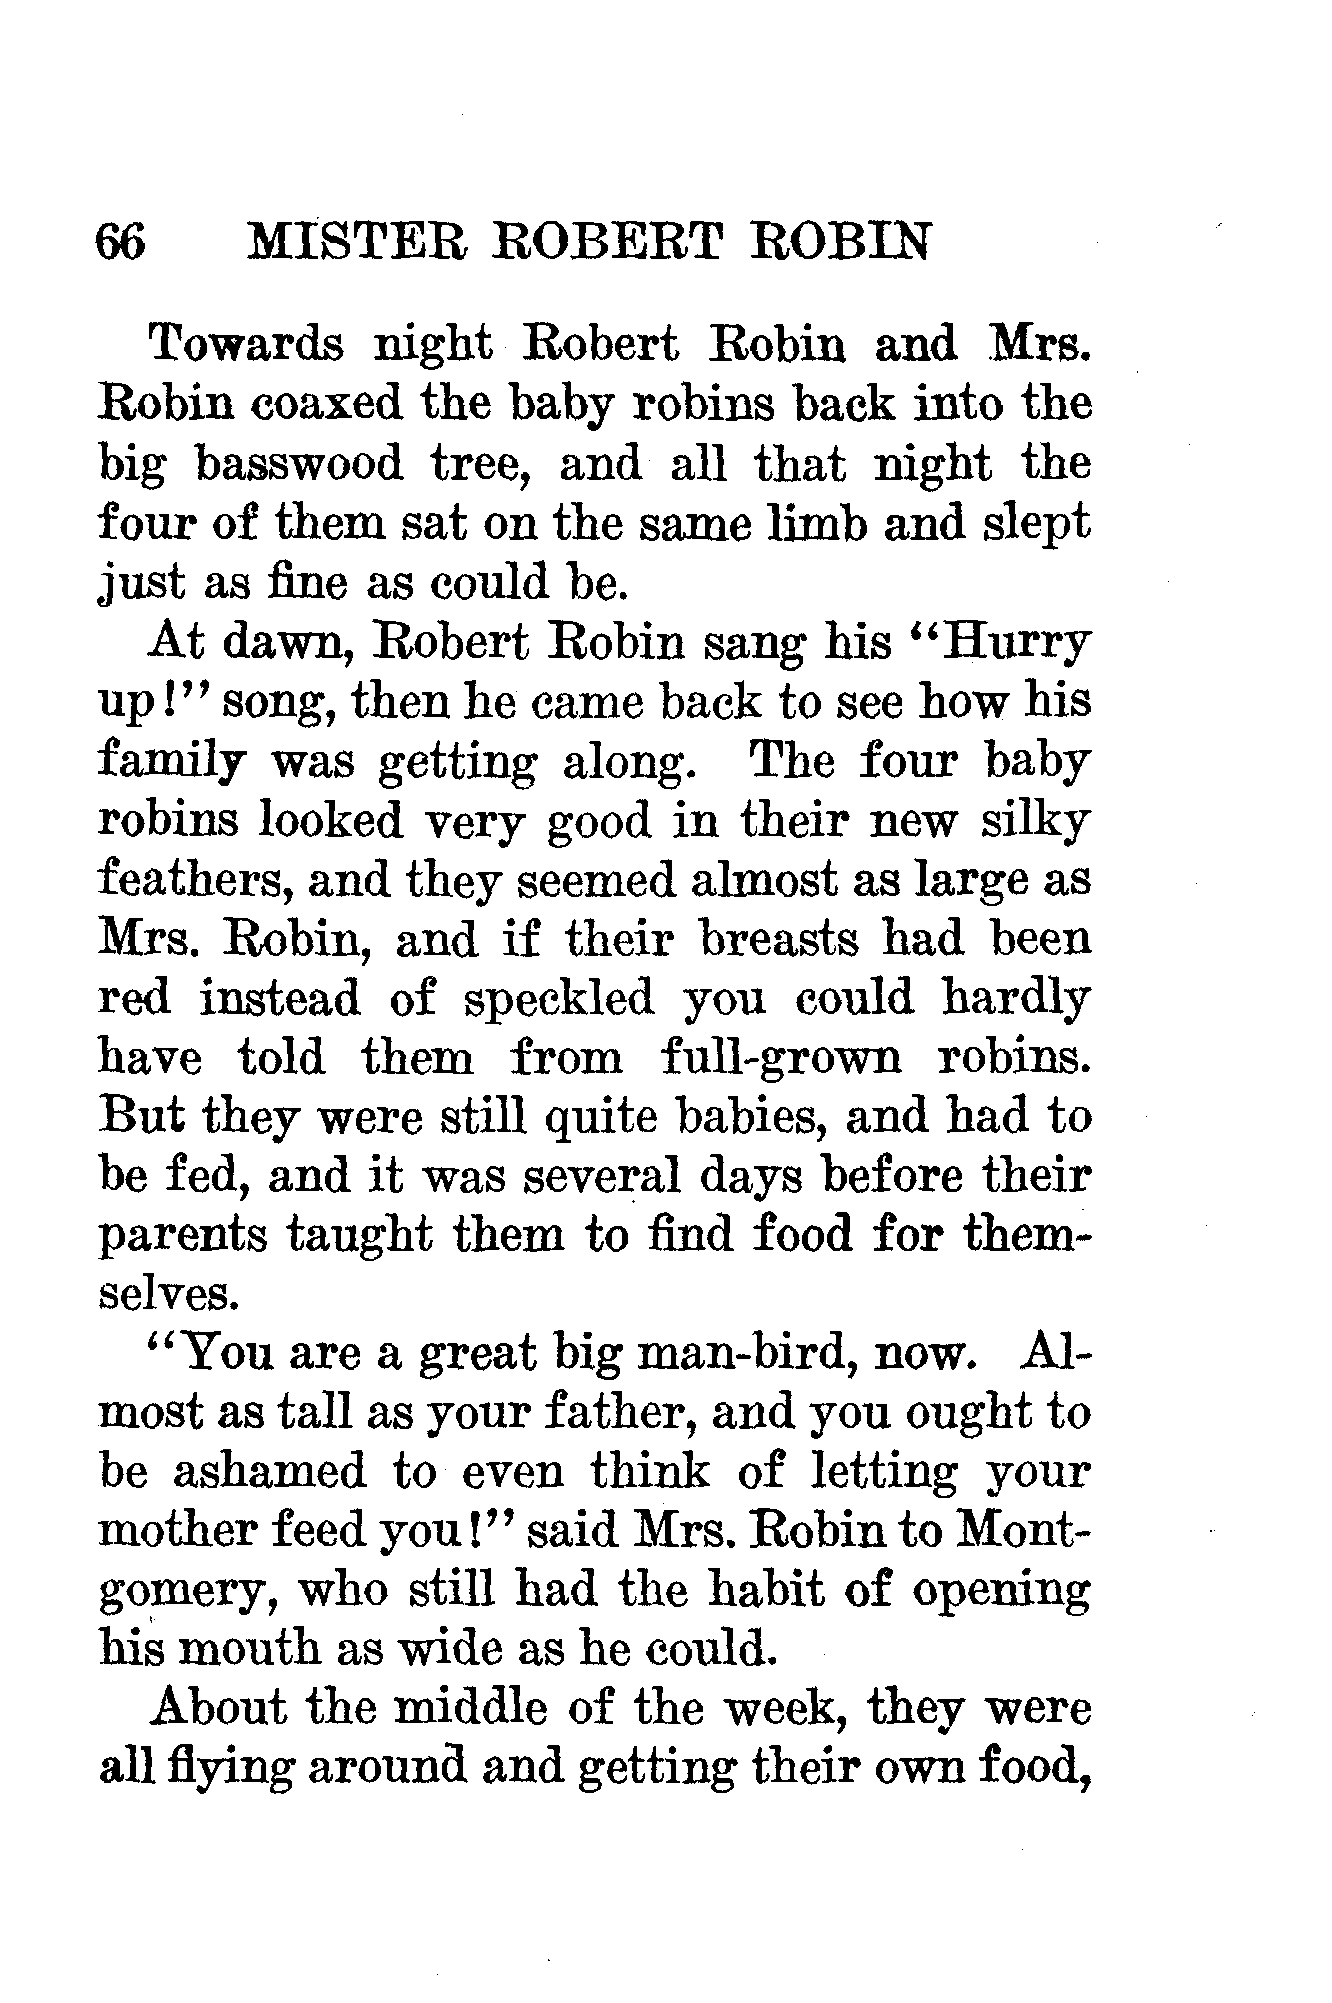 66 MISTER ROBERT ROBIN
Towards night Robert Robin and Mrs.
Robin coaxed the baby robins back into the
big basswood tree, and all that night the
four of them sat on the same limb and slept
just as fine as could be.
At dawn, Robert Robin sang his "Hurry
up!" song, then he came back to see how his
family was getting along. The four baby
robins looked very good in their new silky
feathers, and they seemed almost as large as
Mrs. Robin, and if their breasts had been
red instead of speckled you could hardly
have told them from full-grown robins.
But they were still quite babies, and had to
be fed, and it was several days before their
parents taught them to find food for them-
selves.
"You are a great big man-bird, now. Al-
most as tall as your father, and you ought to
be ashamed to even think of letting your
mother feed you!" said Mrs. Robin to Mont-
gomery, who still had the habit of opening
his mouth as wide as he could.
About the middle of the week, they were
all flying around and getting their own food,